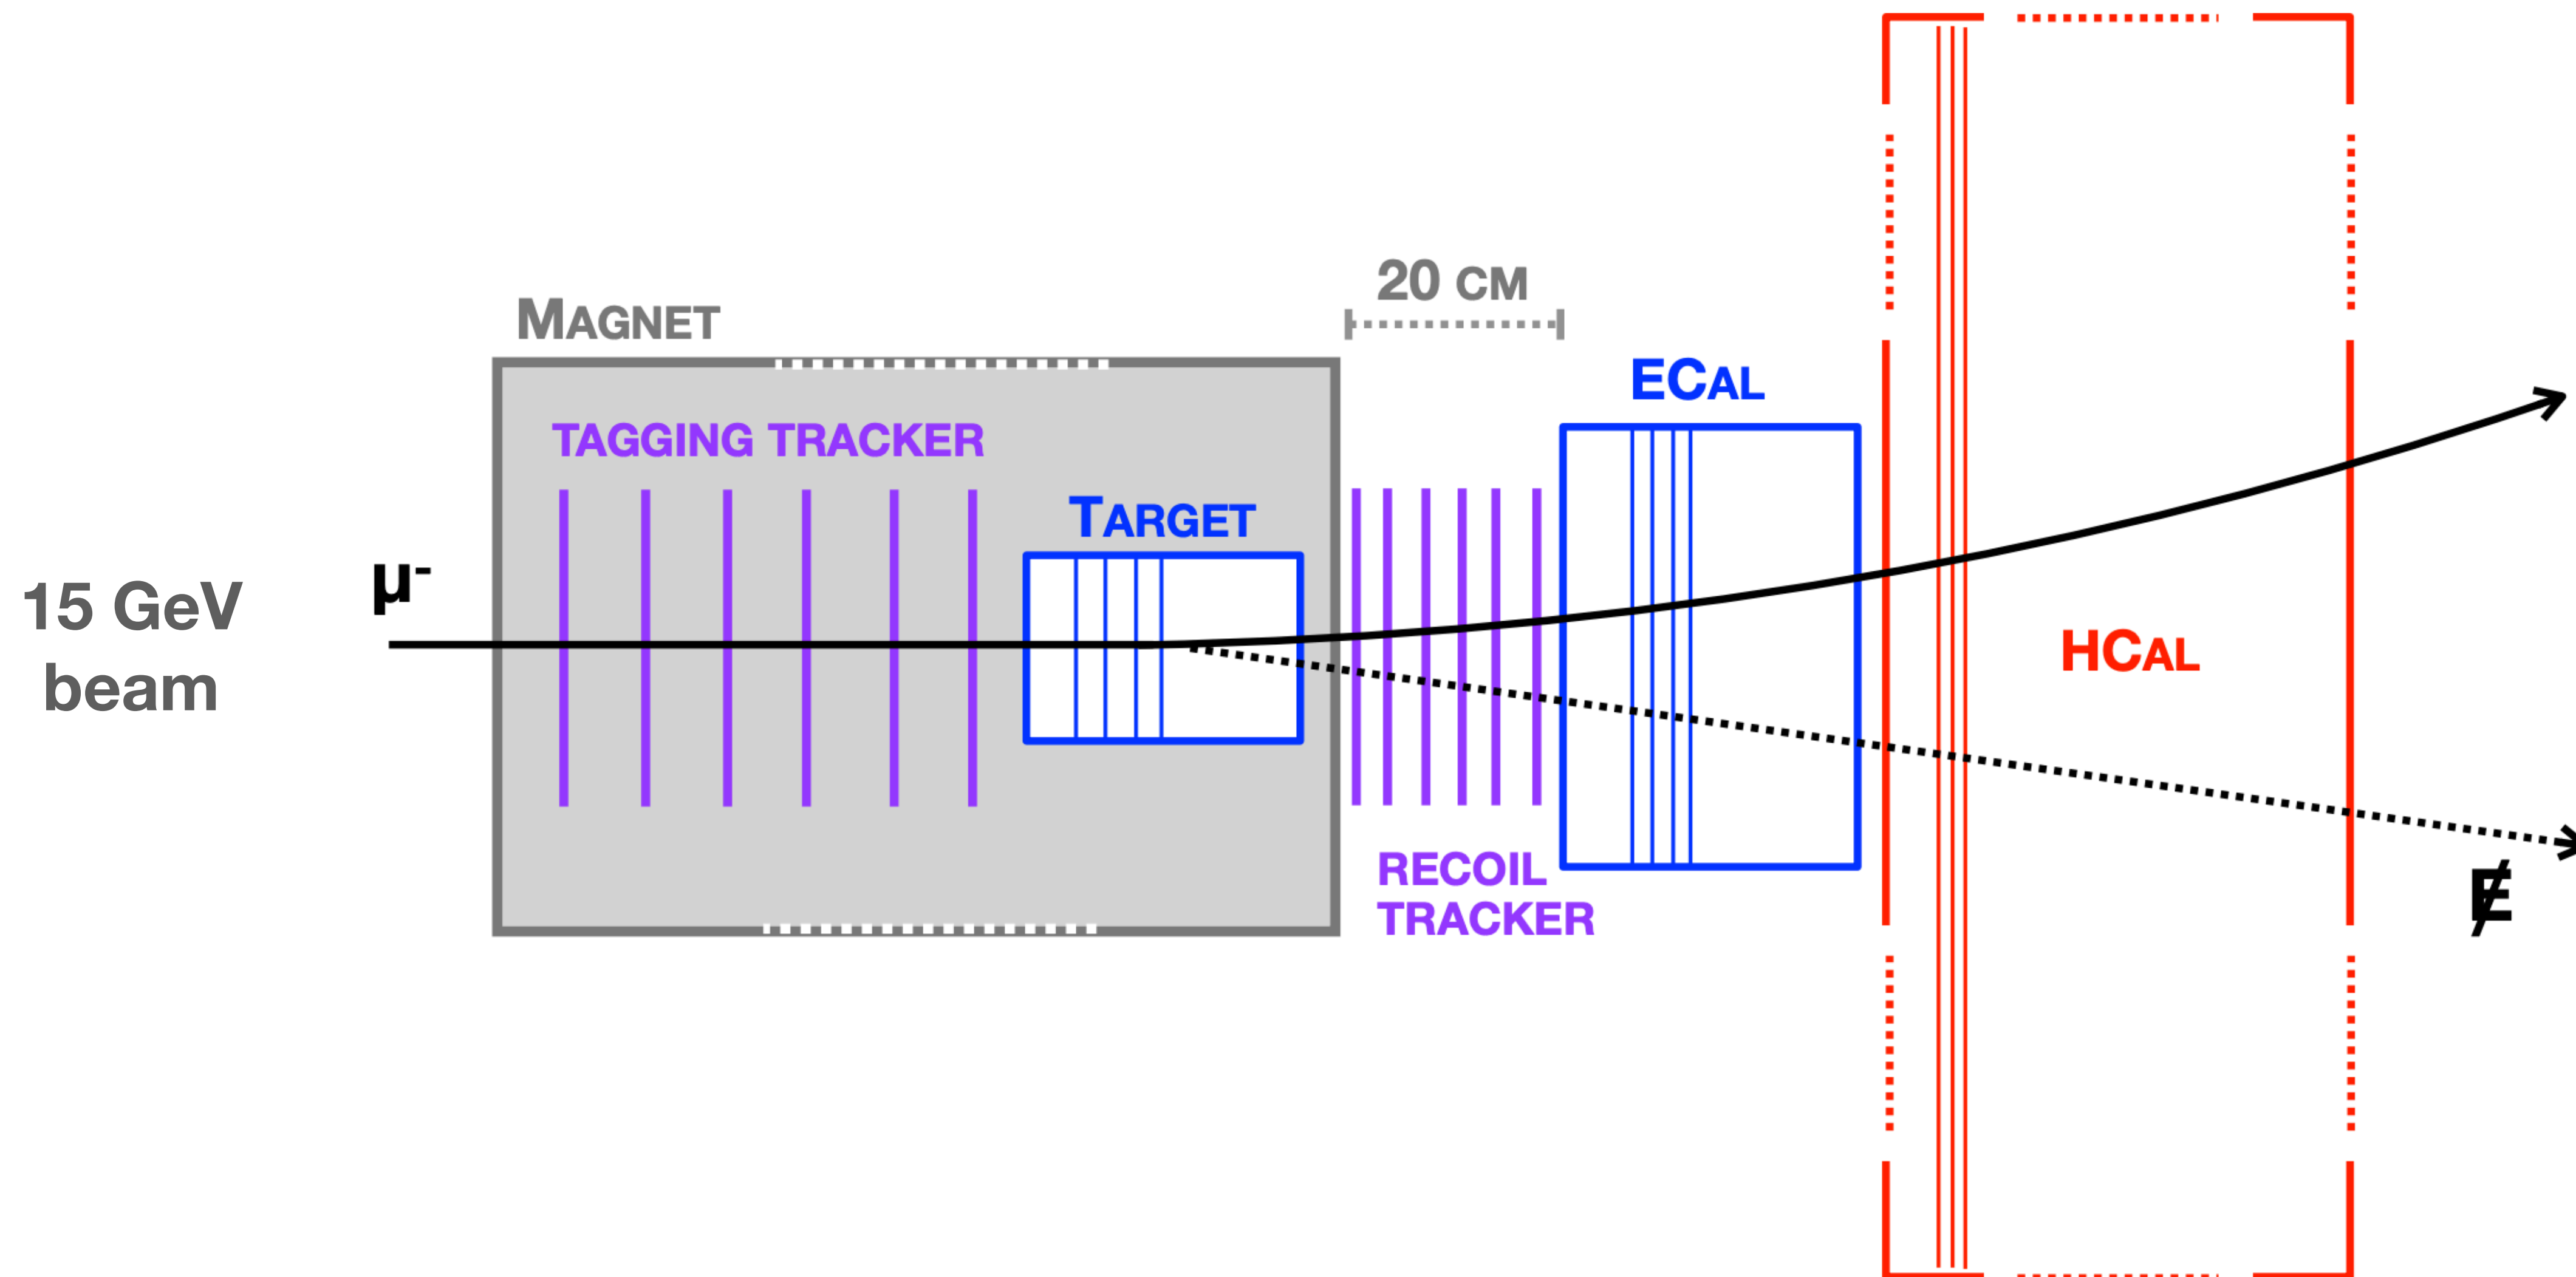 20 CM
MAGNET
ECAL
TAGGING TRACKER
TARGET
15 GeV
beam
μ-
HCAL
RECOIL
TRACKER
E̸